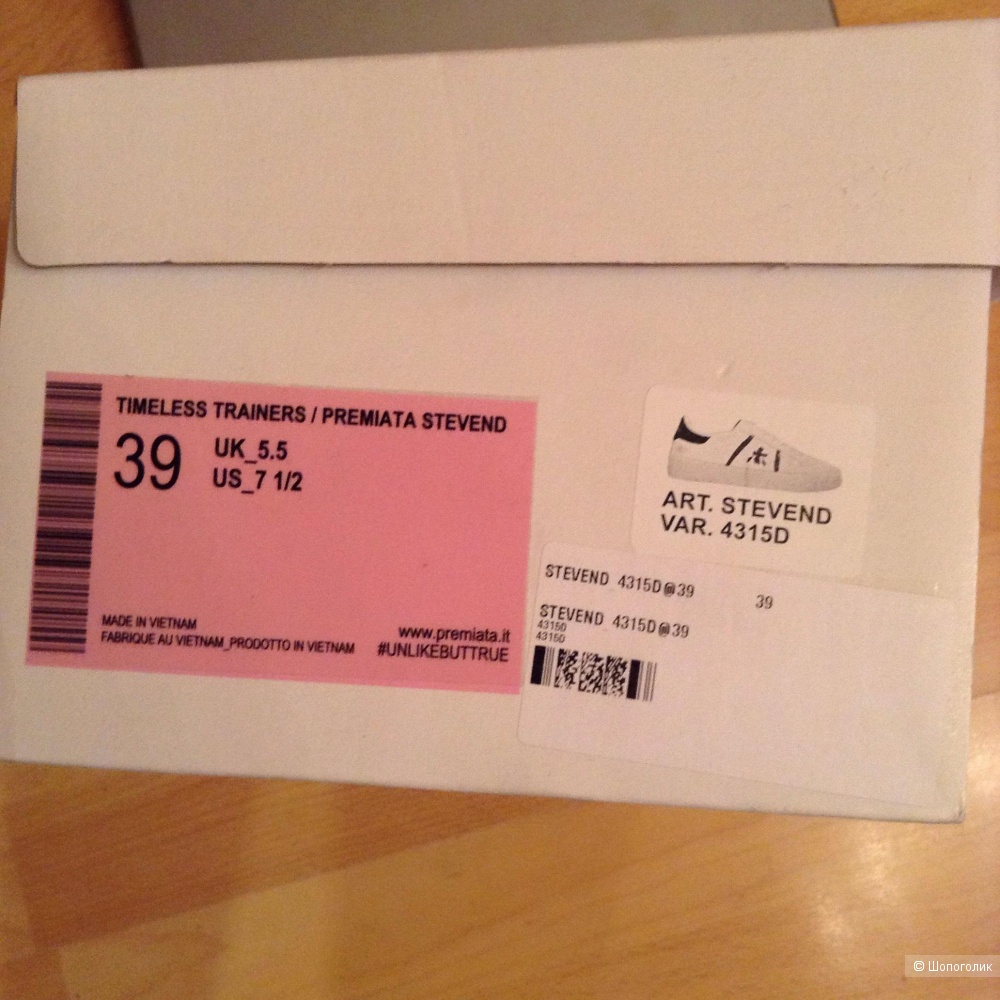 TIMELESS TRAINERS / PREMIATA STEVEND
39
UK_5.5
US_7 1/2
MADE IN VIETNAM
FABRIQUE AU VIETNAM_PRODOTTO IN VIETNAM
www.premiata.it
#UNLIKEBUTTRUE
ART. STEVEND
VAR. 4315D
STEVEND 4315D@39 39
STEVEND 4315D@39
4315D
4315D
© Шопоголик